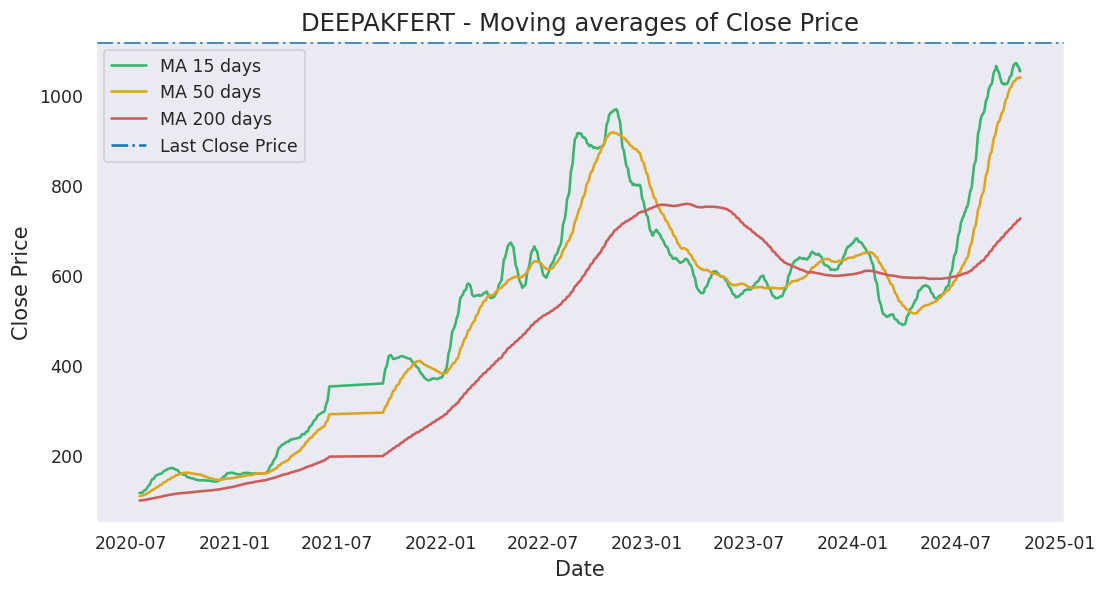 DEEPAKFERT - Moving averages of Close Price
MA 15 days
MA 50 days
MA 200 days
Last Close Price
1000
800
600
400
200
Close Price
2020-07 2021-01 2021-07 2022-01 2022-07 2023-01 2023-07 2024-01 2024-07 2025-01
Date